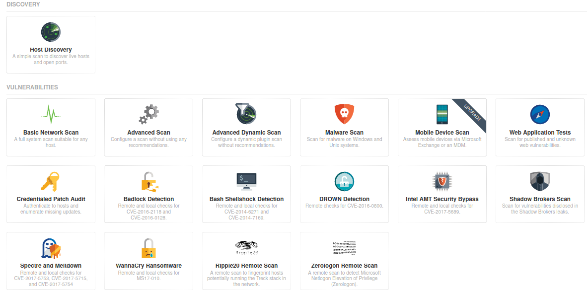 DISCOVERY
Host Discovery
A simple scan to discover live hosts
and open ports.
VULNERABILITIES
Basic Network Scan
A full system scan suitable for any
host.
Advanced Scan
Configure a scan without using any
recommendations.
Advanced Dynamic Scan
Configure a dynamic plugin scan
without recommendations.
Malware Scan
Scan for malware on Windows and
Unix systems.
UPGRADE
Mobile Device Scan
Assess mobile devices via Microsoft
Exchange or an MDM.
Web Application Tests
Scan for published and unknown
web vulnerabilities.
Credentialed Patch Audit
Authenticate to hosts and
enumerate missing updates.
Badlock Detection
Remote and local checks for
CVE-2016-2118 and
CVE-2016-0128.
Bash Shellshock Detection
Remote and local checks for
CVE-2014-6271 and
CVE-2014-7169.
DROWN Detection
Remote checks for CVE-2016-0800.
Intel AMT Security Bypass
Remote and local checks for
CVE-2017-5689.
Shadow Brokers Scan
Scan for vulnerabilities disclosed in
the Shadow Brokers leaks.
Spectre and Meltdown
Remote and local checks for
CVE-2017-5753, CVE-2017-5715,
and CVE-2017-5754
WannaCry Ransomware
Remote and local checks for
MS17-010.
Ripple20 Remote Scan
A remote scan to fingerprint hosts
potentially running the Treck stack in
the network.
Zerologon Remote Scan
A remote scan to detect Microsoft
Netlogon Elevation of Privilege
(Zerologon).